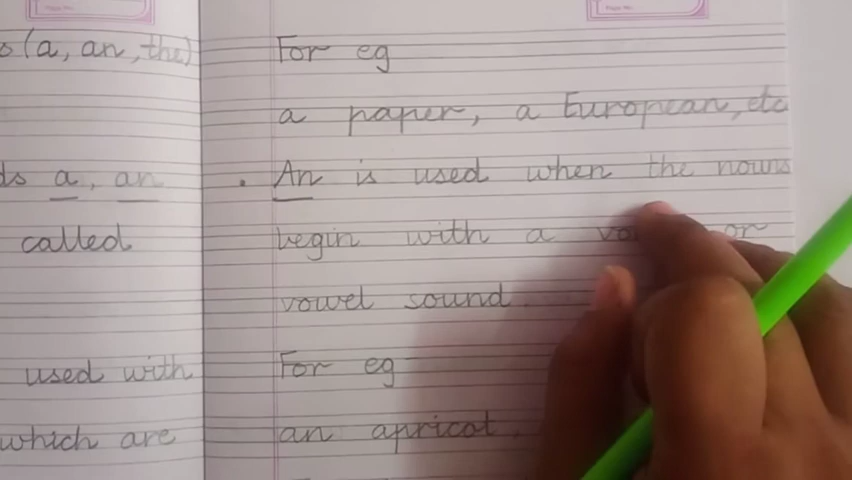 s (a, an, the)
ds a, an
called
used with
which are
For eg
a paper, a European, etc
. An is used when the nouns
begin with a or
vowel sound.
For eg
an apricot.